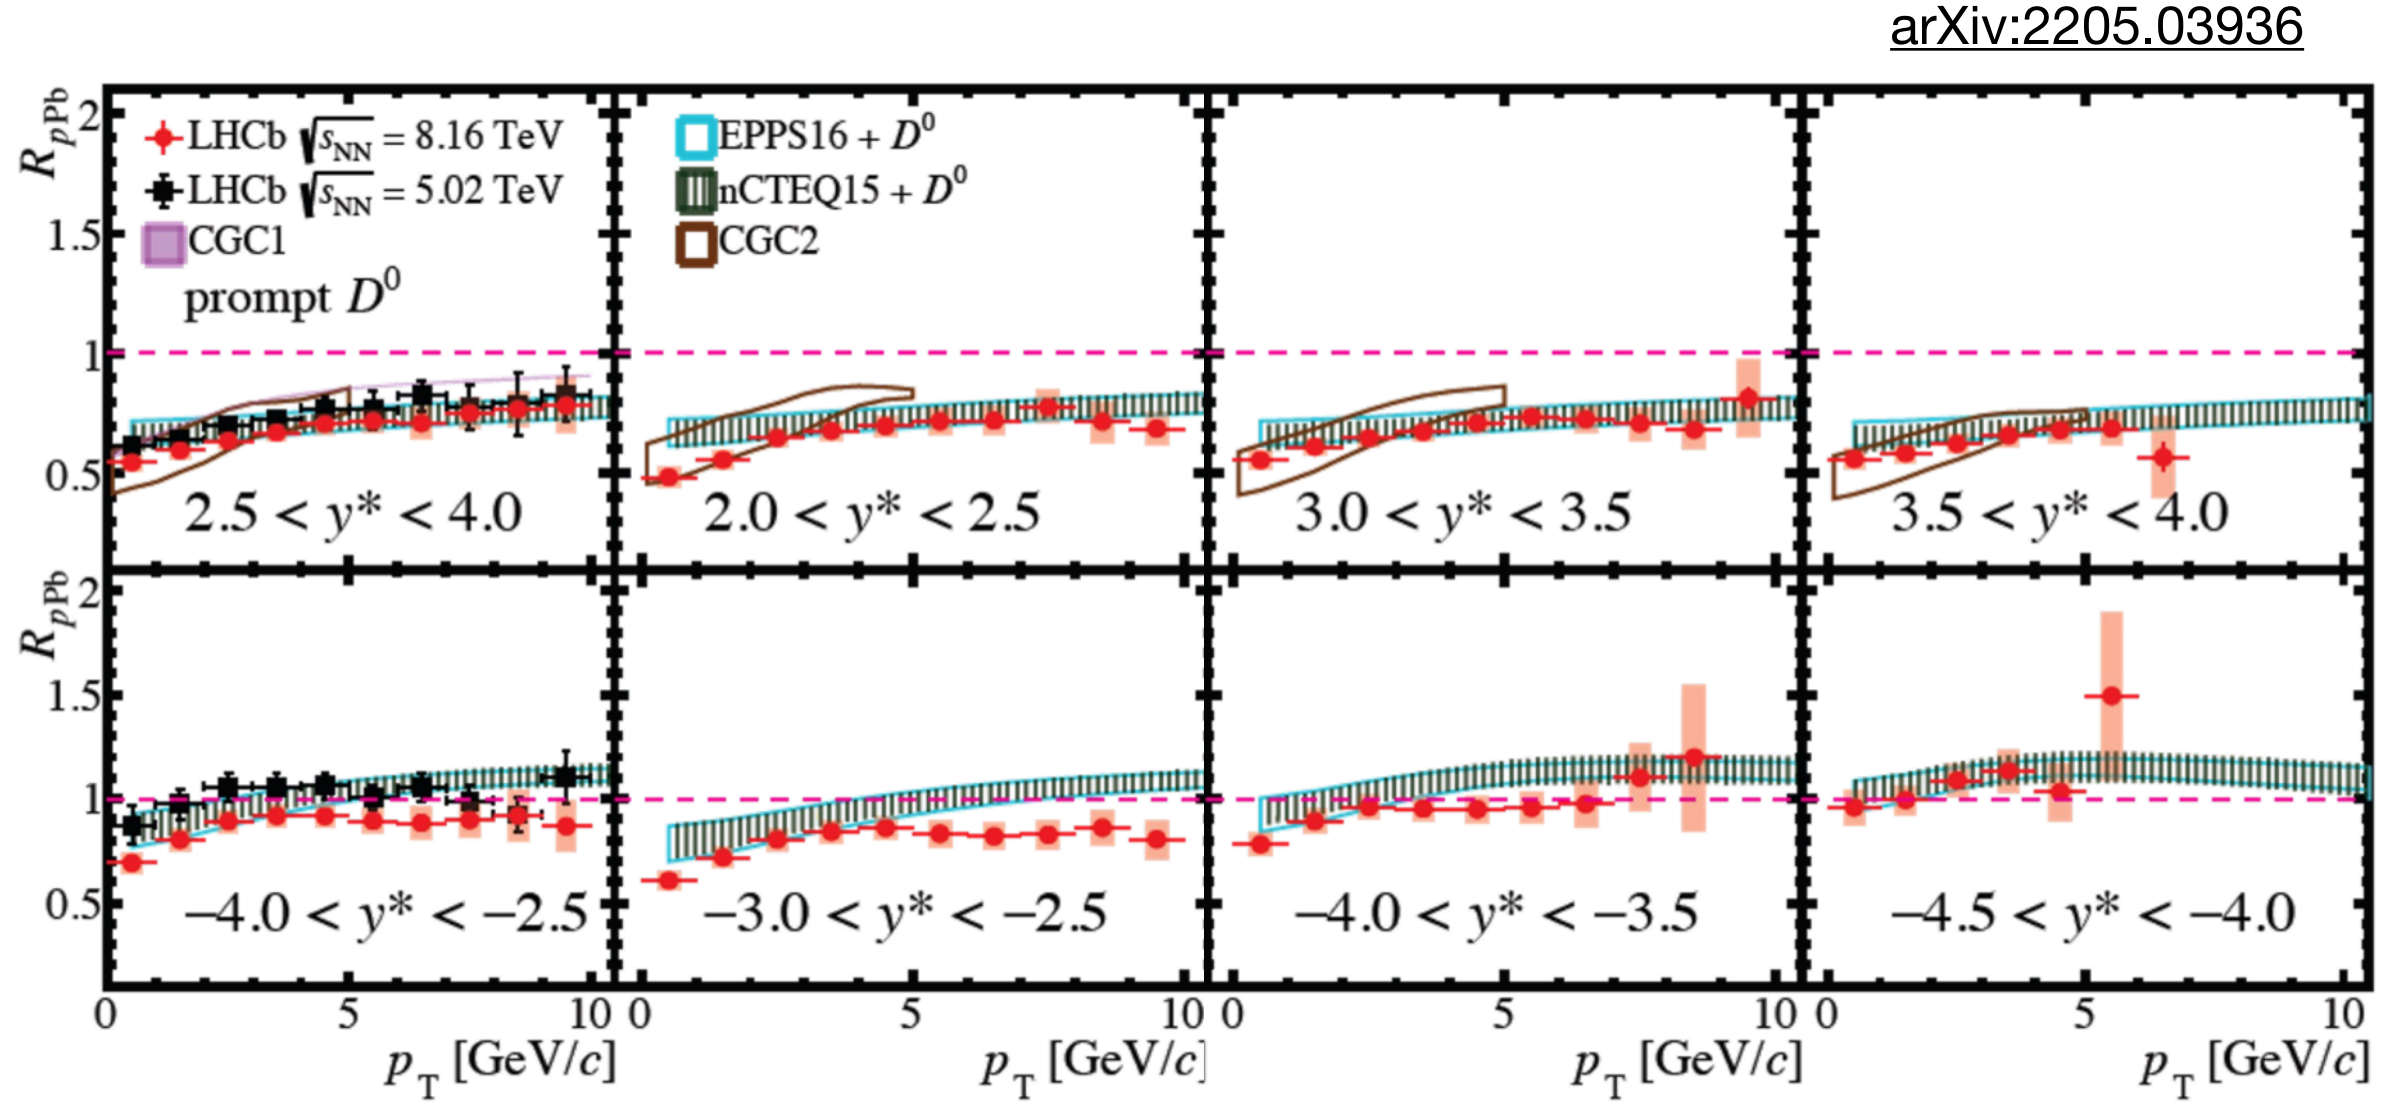 arXiv:2205.03936
R_pPb
2
1.5
1
0.5
LHCb √s_NN = 8.16 TeV
LHCb √s_NN = 5.02 TeV
CGC1
prompt D⁰
EPPS16 + D⁰
nCTEQ15 + D⁰
CGC2
2.5 < y* < 4.0
2.0 < y* < 2.5
3.0 < y* < 3.5
3.5 < y* < 4.0
R_pPb
2
1.5
1
0.5
−4.0 < y* < −2.5
−3.0 < y* < −2.5
−4.0 < y* < −3.5
−4.5 < y* < −4.0
0 5 10 0 5 10 0 5 10 0 5 10
p_T [GeV/c] p_T [GeV/c] p_T [GeV/c] p_T [GeV/c]